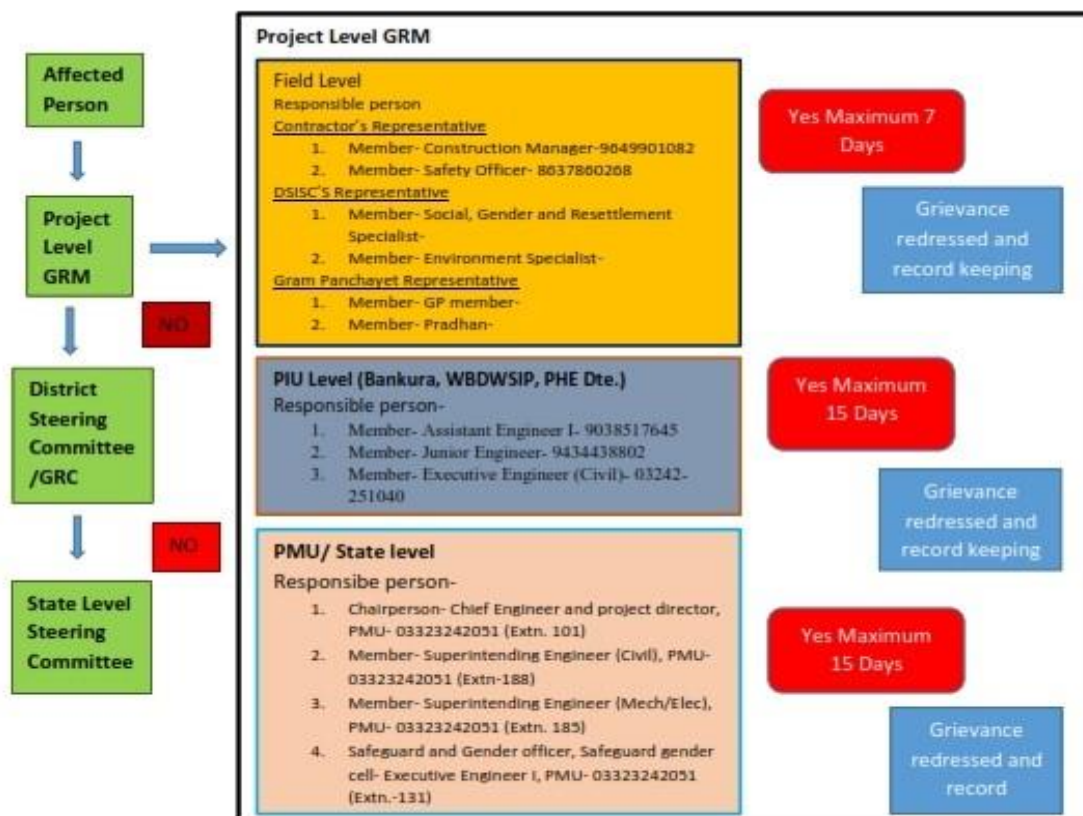 Affected
Person
Project
Level
GRM
NO
District
Steering
Committee
/GRC
NO
State Level
Steering
Committee
Project Level GRM
Field Level
Responsible person
Contractor's Representative
1. Member- Construction Manager-9649901082
2. Member- Safety Officer- 8637860268
DSISC'S Representative
1. Member- Social, Gender and Resettlement
Specialist-
2. Member- Environment Specialist-
Gram Panchayet Representative
1. Member- GP member-
2. Member- Pradhan-
Yes Maximum 7
Days
Grievance
redressed and
record keeping
PIU Level (Bankura, WBDWSIP, PHE Dte.)
Responsible person-
1. Member- Assistant Engineer I- 9038517645
2. Member- Junior Engineer- 9434438802
3. Member- Executive Engineer (Civil)- 03242-
251040
Yes Maximum
15 Days
Grievance
redressed and
record keeping
PMU/ State level
Responsibe person-
1. Chairperson- Chief Engineer and project director,
PMU- 03323242051 (Extn. 101)
2. Member- Superintending Engineer (Civil), PMU-
03323242051 (Extn-188)
3. Member- Superintending Engineer (Mech/Elec),
PMU- 03323242051 (Extn. 185)
4. Safeguard and Gender officer, Safeguard gender
cell- Executive Engineer I, PMU- 03323242051
(Extn.-131)
Yes Maximum
15 Days
Grievance
redressed and
record